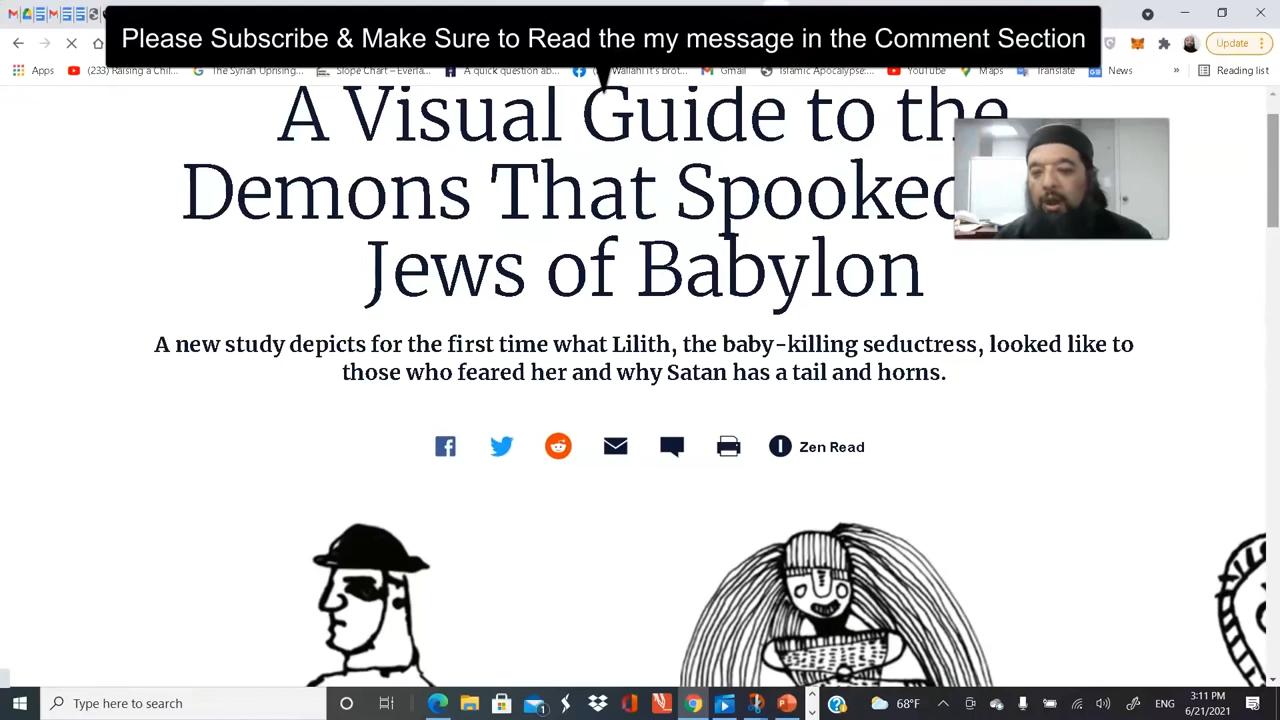 Please Subscribe & Make Sure to Read the my message in the Comment Section
Update
Apps
(233) Raising a Chil...
The Syrian Uprising...
Slope Chart – Everla...
A quick question ab...
Gmail
Islamic Apocalypse...
YouTube
Maps
Translate
News
»
Reading list
A Visual Guide to the
Demons That Spooked
Jews of Babylon
A new study depicts for the first time what Lilith, the baby-killing seductress, looked like to
those who feared her and why Satan has a tail and horns.
Zen Read
Type here to search
1
68°F
ENG
3:11 PM
6/21/2021